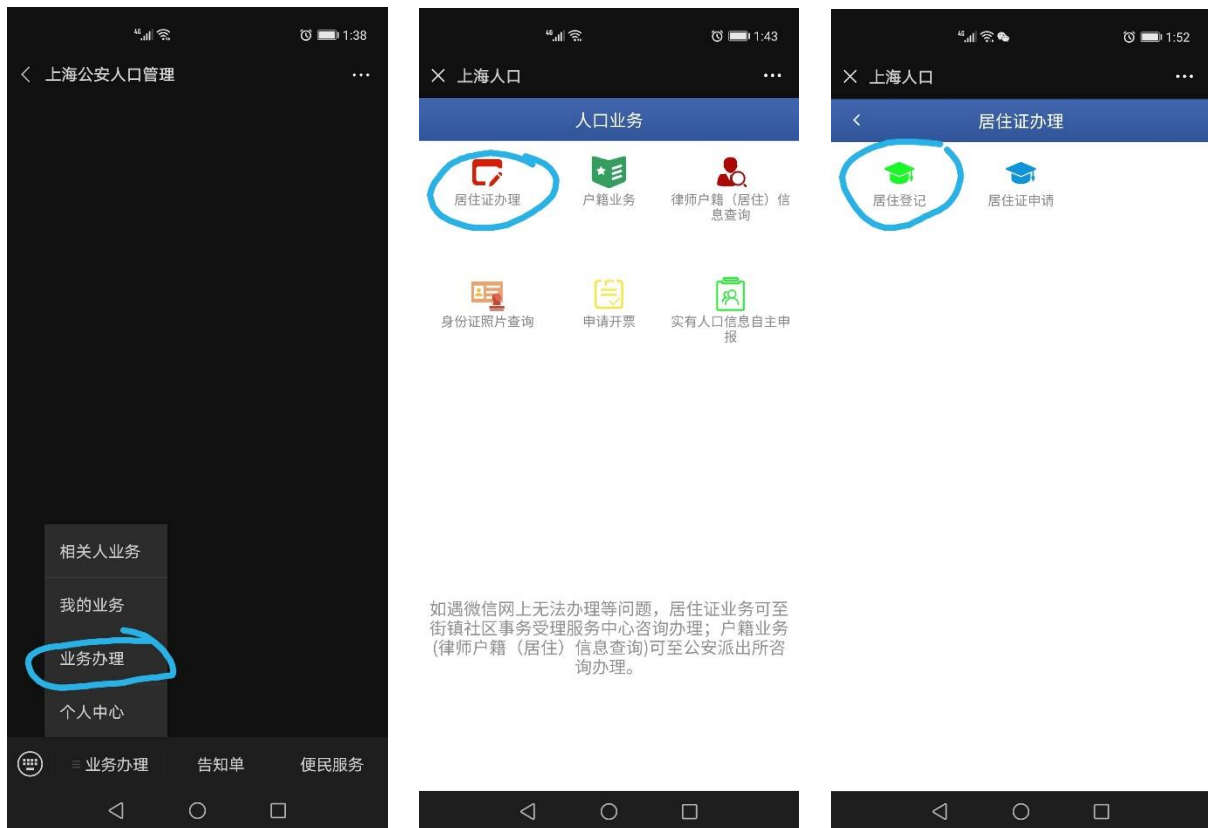 46 1:38
上海公安人口管理
相关人业务
我的业务
业务办理
个人中心
业务办理 告知单 便民服务
46 1:43
上海人口
人口业务
居住证办理 户籍业务 律师户籍（居住）信
息查询
身份证照片查询 申请开票 实有人口信息自主申
报
如遇微信网上无法办理等问题，居住证业务可至
街镇社区事务受理服务中心咨询办理；户籍业务
(律师户籍（居住）信息查询)可至公安派出所咨
询办理。
46 1:52
上海人口
居住证办理
居住登记 居住证申请